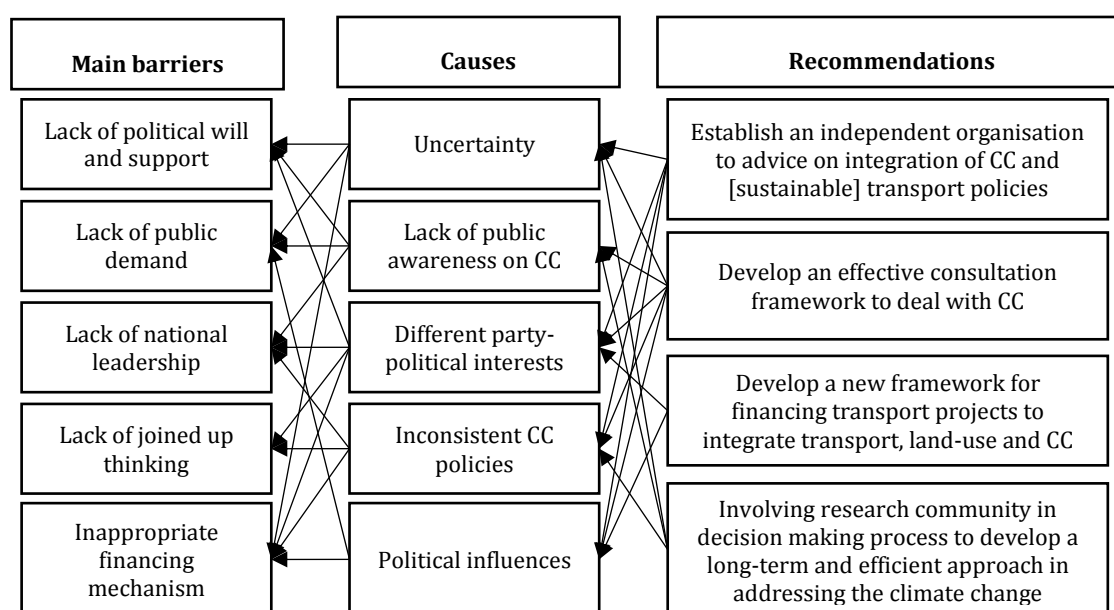 Main barriers
Lack of political will
and support
Lack of public
demand
Lack of national
leadership
Lack of joined up
thinking
Inappropriate
financing
mechanism
Causes
Uncertainty
Lack of public
awareness on CC
Different party-
political interests
Inconsistent CC
policies
Political influences
Recommendations
Establish an independent organisation
to advice on integration of CC and
[sustainable] transport policies
Develop an effective consultation
framework to deal with CC
Develop a new framework for
financing transport projects to
integrate transport, land-use and CC
Involving research community in
decision making process to develop a
long-term and efficient approach in
addressing the climate change